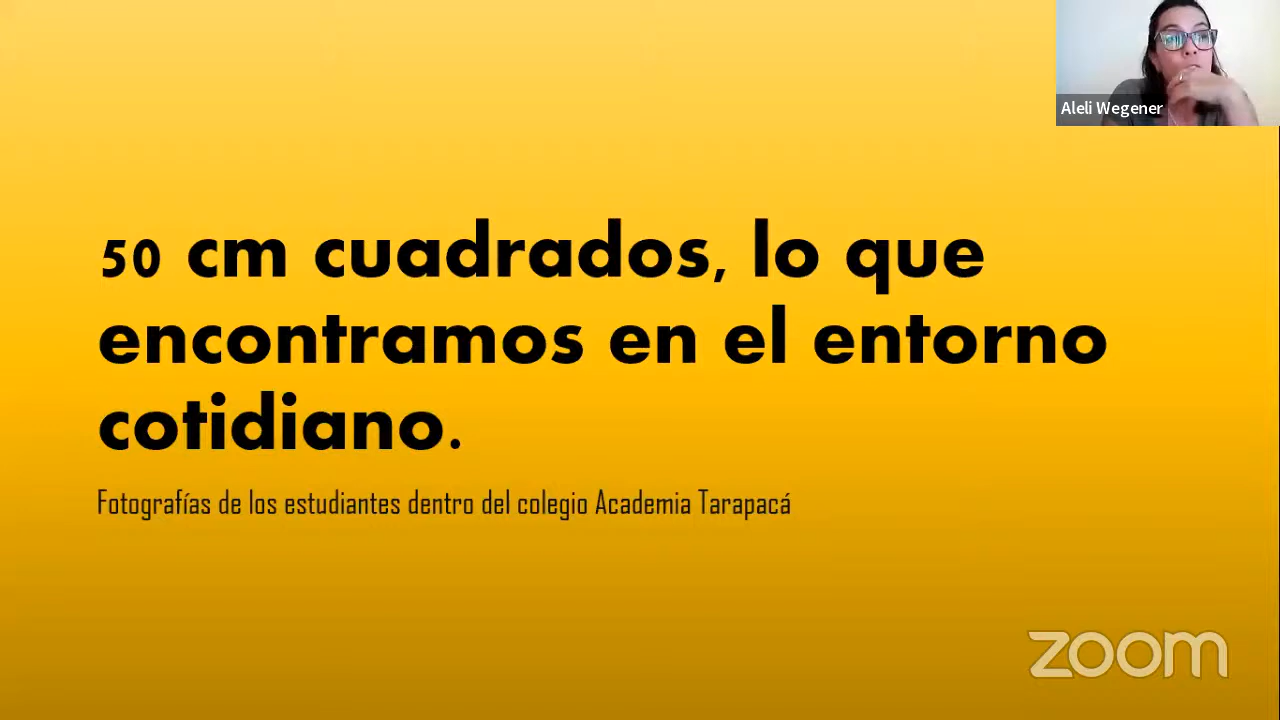 Aleli Wegener
50 cm cuadrados, lo que
encontramos en el entorno
cotidiano.
Fotografías de los estudiantes dentro del colegio Academia Tarapacá
zoom